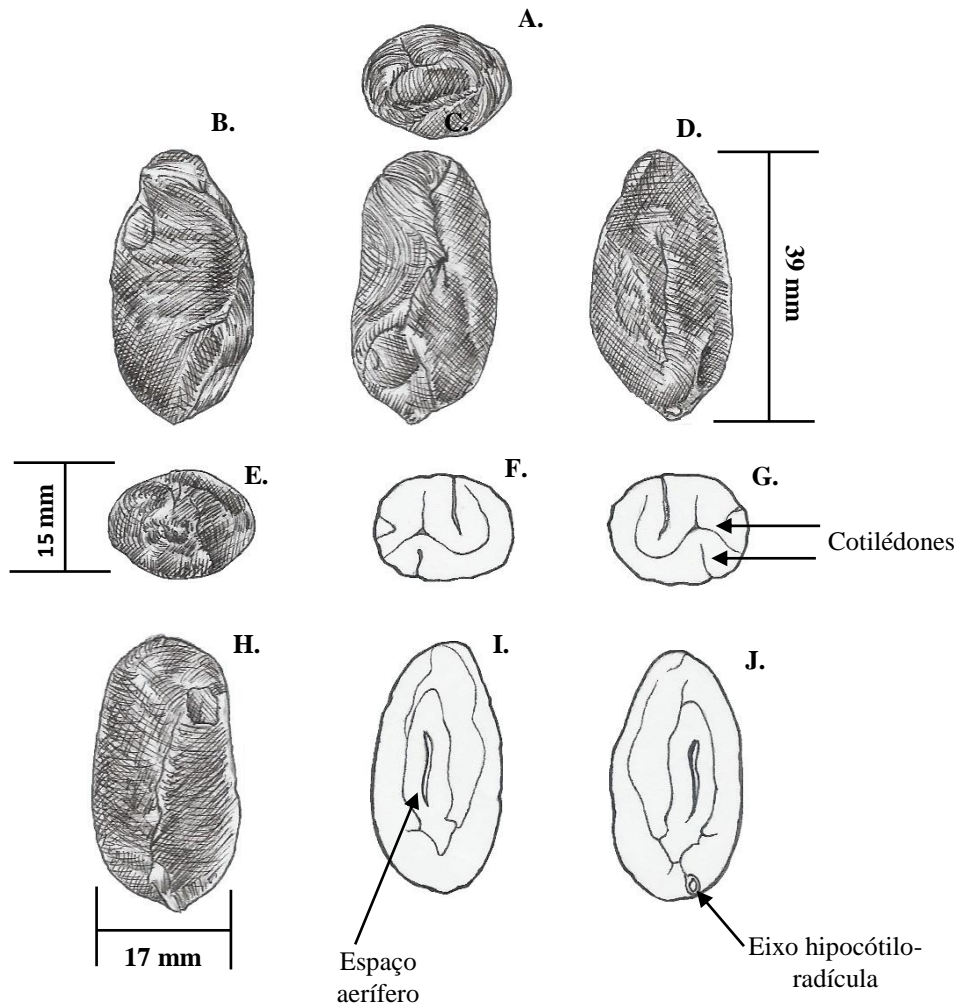 A.
B.
C.
D.
39 mm
E.
F.
G.
15 mm
Cotilédones
H.
I.
J.
17 mm
Espaço
aerífero
Eixo hipocótilo-
radícula